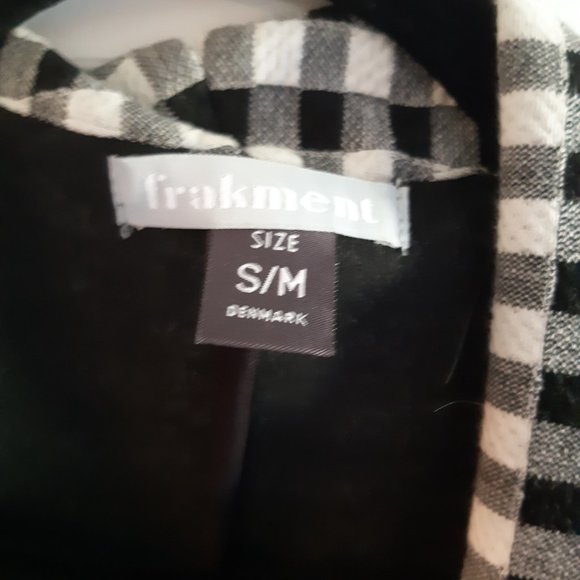 frakment
SIZE
S/M
DENMARK